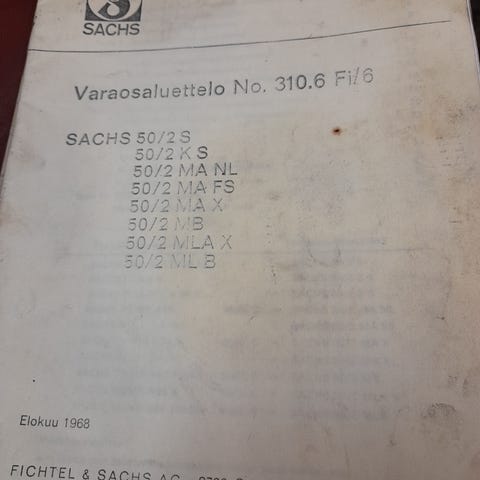 SACHS
Varaosaluettelo No. 310.6 Fi/6
SACHS 50/2 S
50/2 K S
50/2 MA NL
50/2 MA FS
50/2 MA X
50/2 MB
50/2 MLA X
50/2 ML B
Elokuu 1968
FICHTEL & SACHS AG